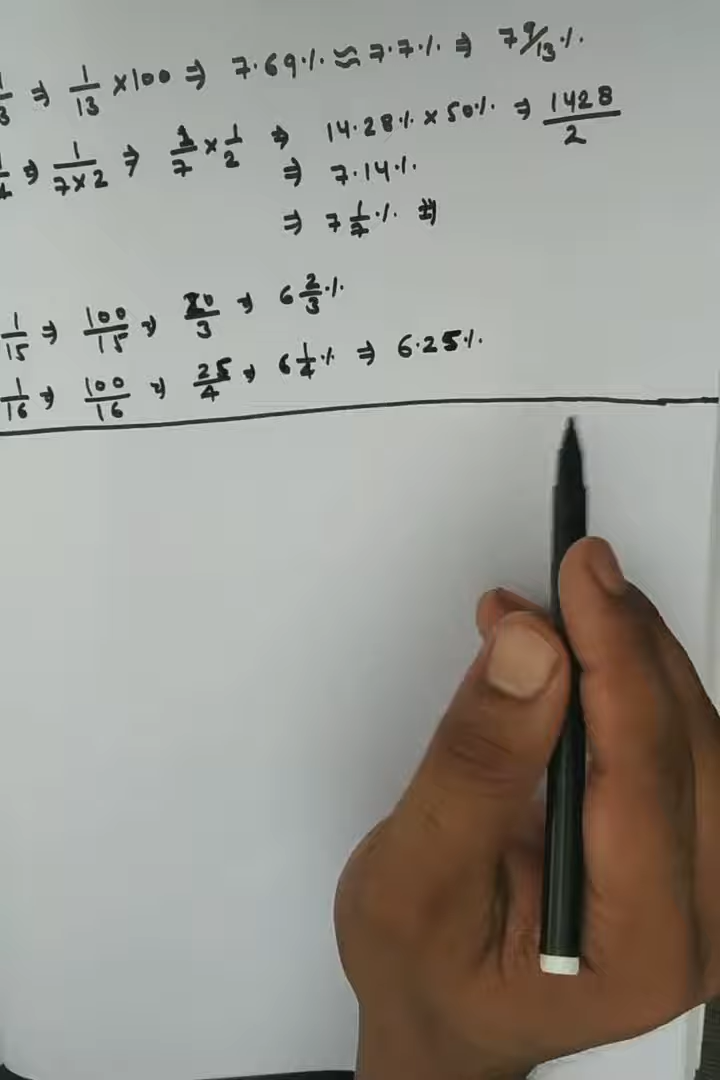 1/3 ⇒ 1/13 ×100 ⇒ 7.69% ≈ 7.7% ⇒ 7 9/13 %
1/4 ⇒ 1/7×2 ⇒ 1/7 × 1/2 ⇒ 14.28% × 50% ⇒ 1428/2
⇒ 7.14%
⇒ 7 1/7 %
1/15 ⇒ 100/15 ⇒ 20/3 ⇒ 6 2/3 %
1/16 ⇒ 100/16 ⇒ 25/4 ⇒ 6 1/4 % ⇒ 6.25%